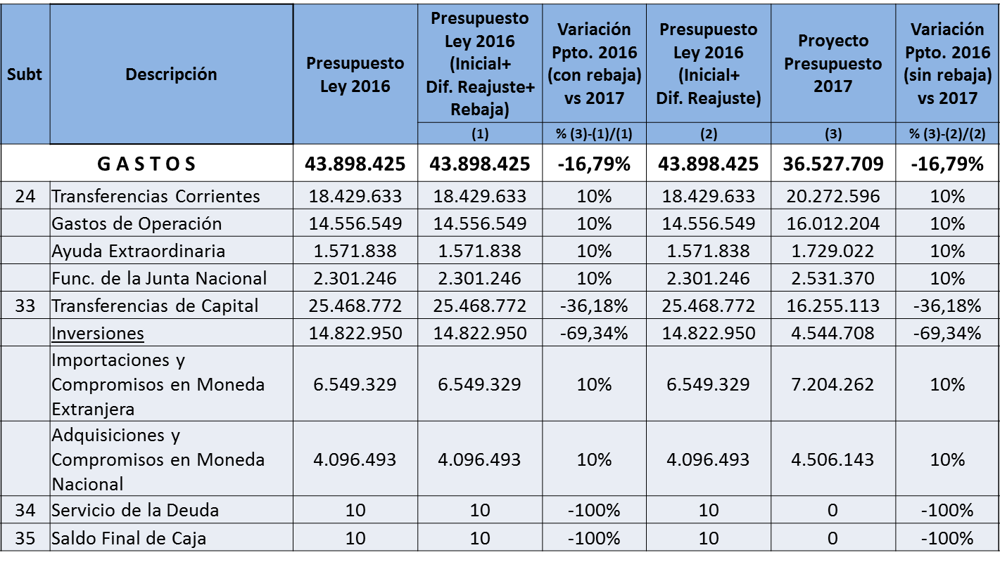 Subt Descripción Presupuesto Ley 2016 Presupuesto Ley 2016 (Inicial+ Dif. Reajuste+ Rebaja) Variación Ppto. 2016 (con rebaja) vs 2017 Presupuesto Ley 2016 (Inicial+ Dif. Reajuste) Proyecto Presupuesto 2017 Variación Ppto. 2016 (sin rebaja) vs 2017
(1) % (3)-(1)/(1) (2) (3) % (3)-(2)/(2)
G A S T O S 43.898.425 43.898.425 -16,79% 43.898.425 36.527.709 -16,79%
24 Transferencias Corrientes 18.429.633 18.429.633 10% 18.429.633 20.272.596 10%
Gastos de Operación 14.556.549 14.556.549 10% 14.556.549 16.012.204 10%
Ayuda Extraordinaria 1.571.838 1.571.838 10% 1.571.838 1.729.022 10%
Func. de la Junta Nacional 2.301.246 2.301.246 10% 2.301.246 2.531.370 10%
33 Transferencias de Capital 25.468.772 25.468.772 -36,18% 25.468.772 16.255.113 -36,18%
Inversiones 14.822.950 14.822.950 -69,34% 14.822.950 4.544.708 -69,34%
Importaciones y
Compromisos en Moneda 6.549.329 6.549.329 10% 6.549.329 7.204.262 10%
Extranjera
Adquisiciones y
Compromisos en Moneda 4.096.493 4.096.493 10% 4.096.493 4.506.143 10%
Nacional
34 Servicio de la Deuda 10 10 -100% 10 0 -100%
35 Saldo Final de Caja 10 10 -100% 10 0 -100%